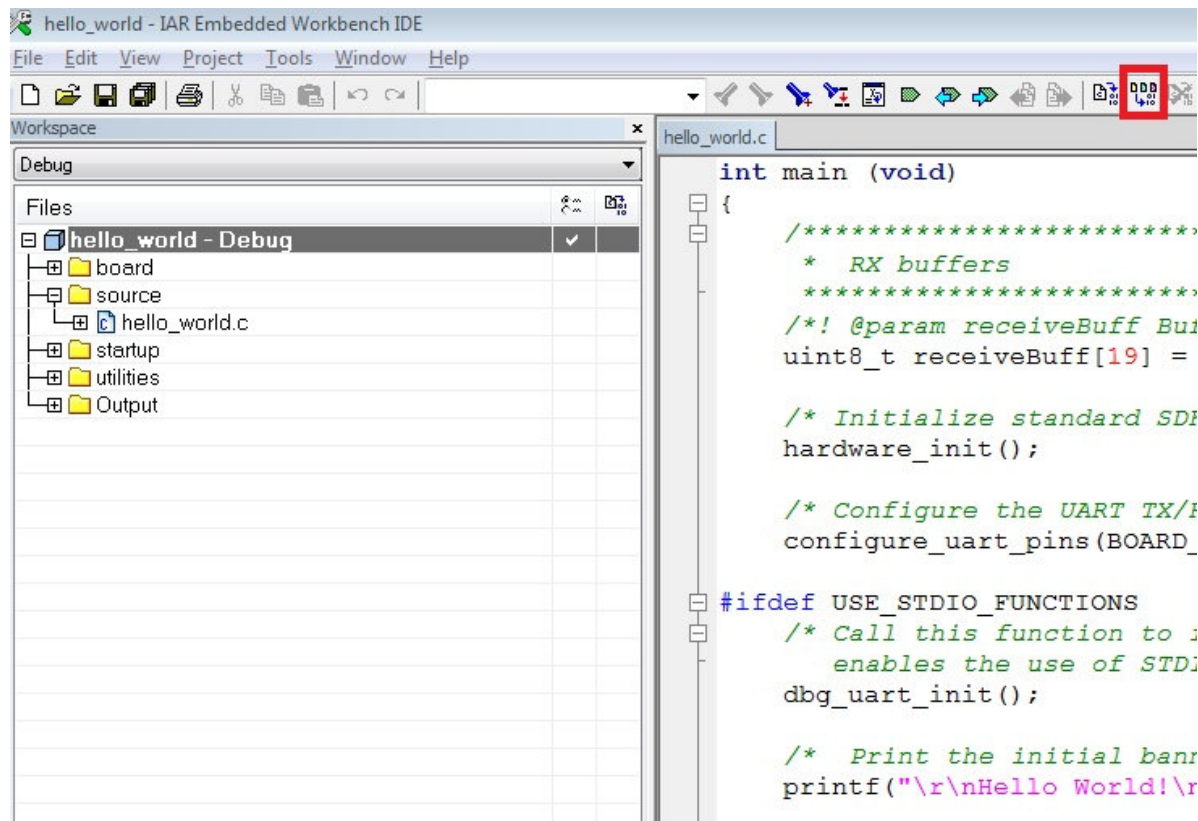 hello_world - IAR Embedded Workbench IDE
File Edit View Project Tools Window Help
Workspace
hello_world.c
Debug
Files
hello_world - Debug
board
source
hello_world.c
startup
utilities
Output
int main (void)
{
/**************************
* RX buffers
**************************
/*! @param receiveBuff Buf
uint8_t receiveBuff[19] =
/* Initialize standard SD
hardware_init();
/* Configure the UART TX/
configure_uart_pins(BOARD_
#ifdef USE_STDIO_FUNCTIONS
/* Call this function to
enables the use of STD
dbg_uart_init();
/* Print the initial bann
printf("\r\nHello World!\